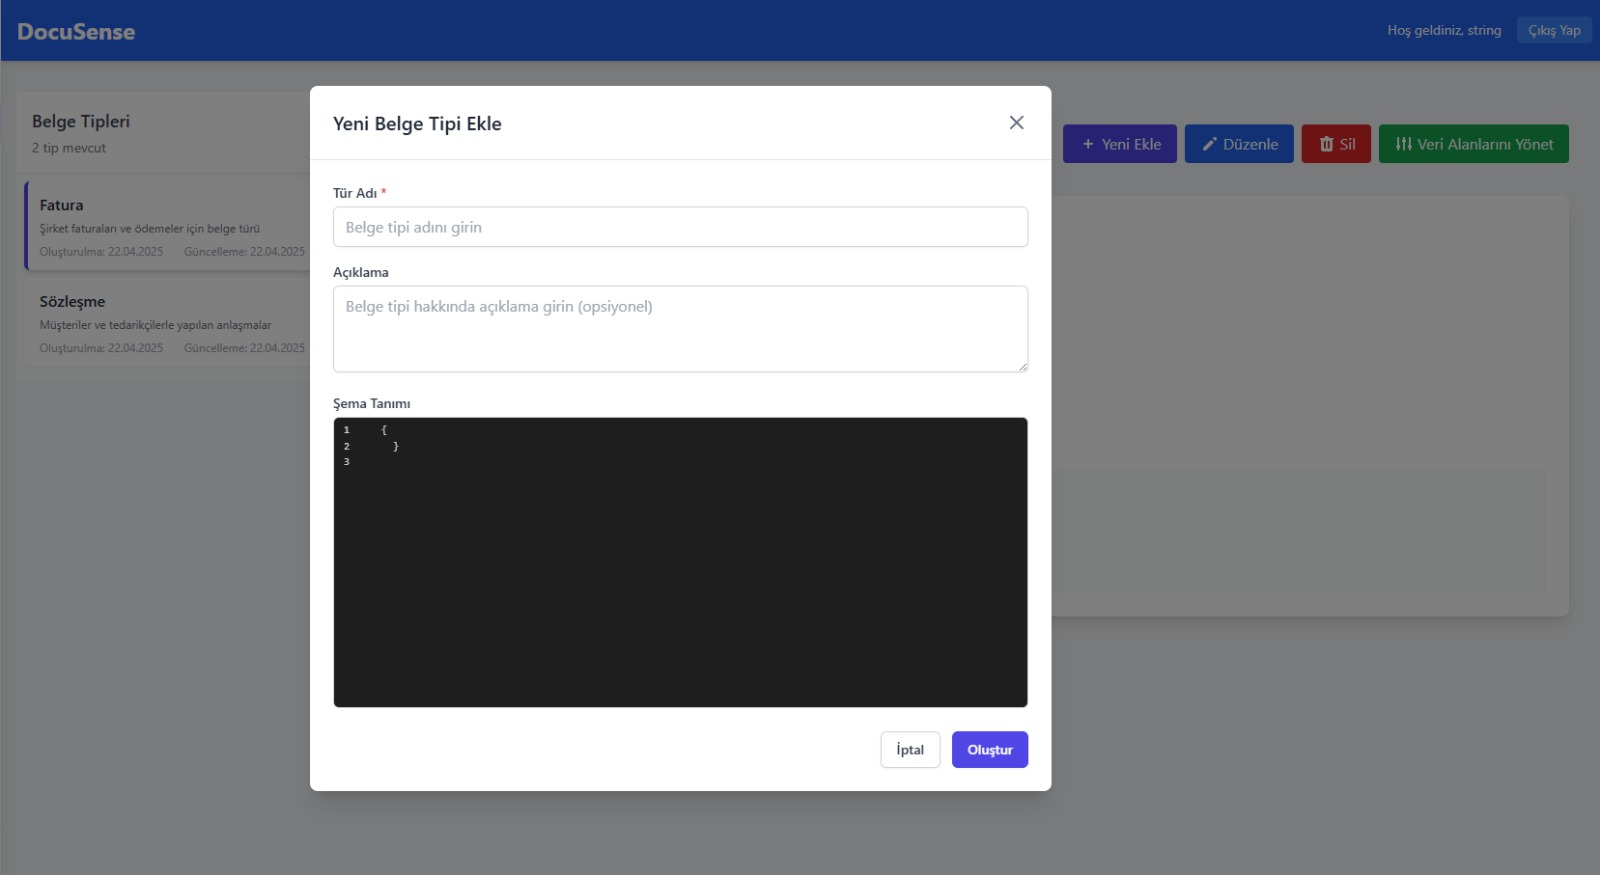 DocuSense
Hoş geldiniz, string
Çıkış Yap
Belge Tipleri
2 tip mevcut
Fatura
Şirket faturaları ve ödemeler için belge türü
Oluşturulma: 22.04.2025 Güncelleme: 22.04.2025
Sözleşme
Müşteriler ve tedarikçilerle yapılan anlaşmalar
Oluşturulma: 22.04.2025 Güncelleme: 22.04.2025
+ Yeni Ekle
Düzenle
Sil
Veri Alanlarını Yönet
Yeni Belge Tipi Ekle
Tür Adı *
Belge tipi adını girin
Açıklama
Belge tipi hakkında açıklama girin (opsiyonel)
Şema Tanımı
1 {
2 }
3
İptal
Oluştur